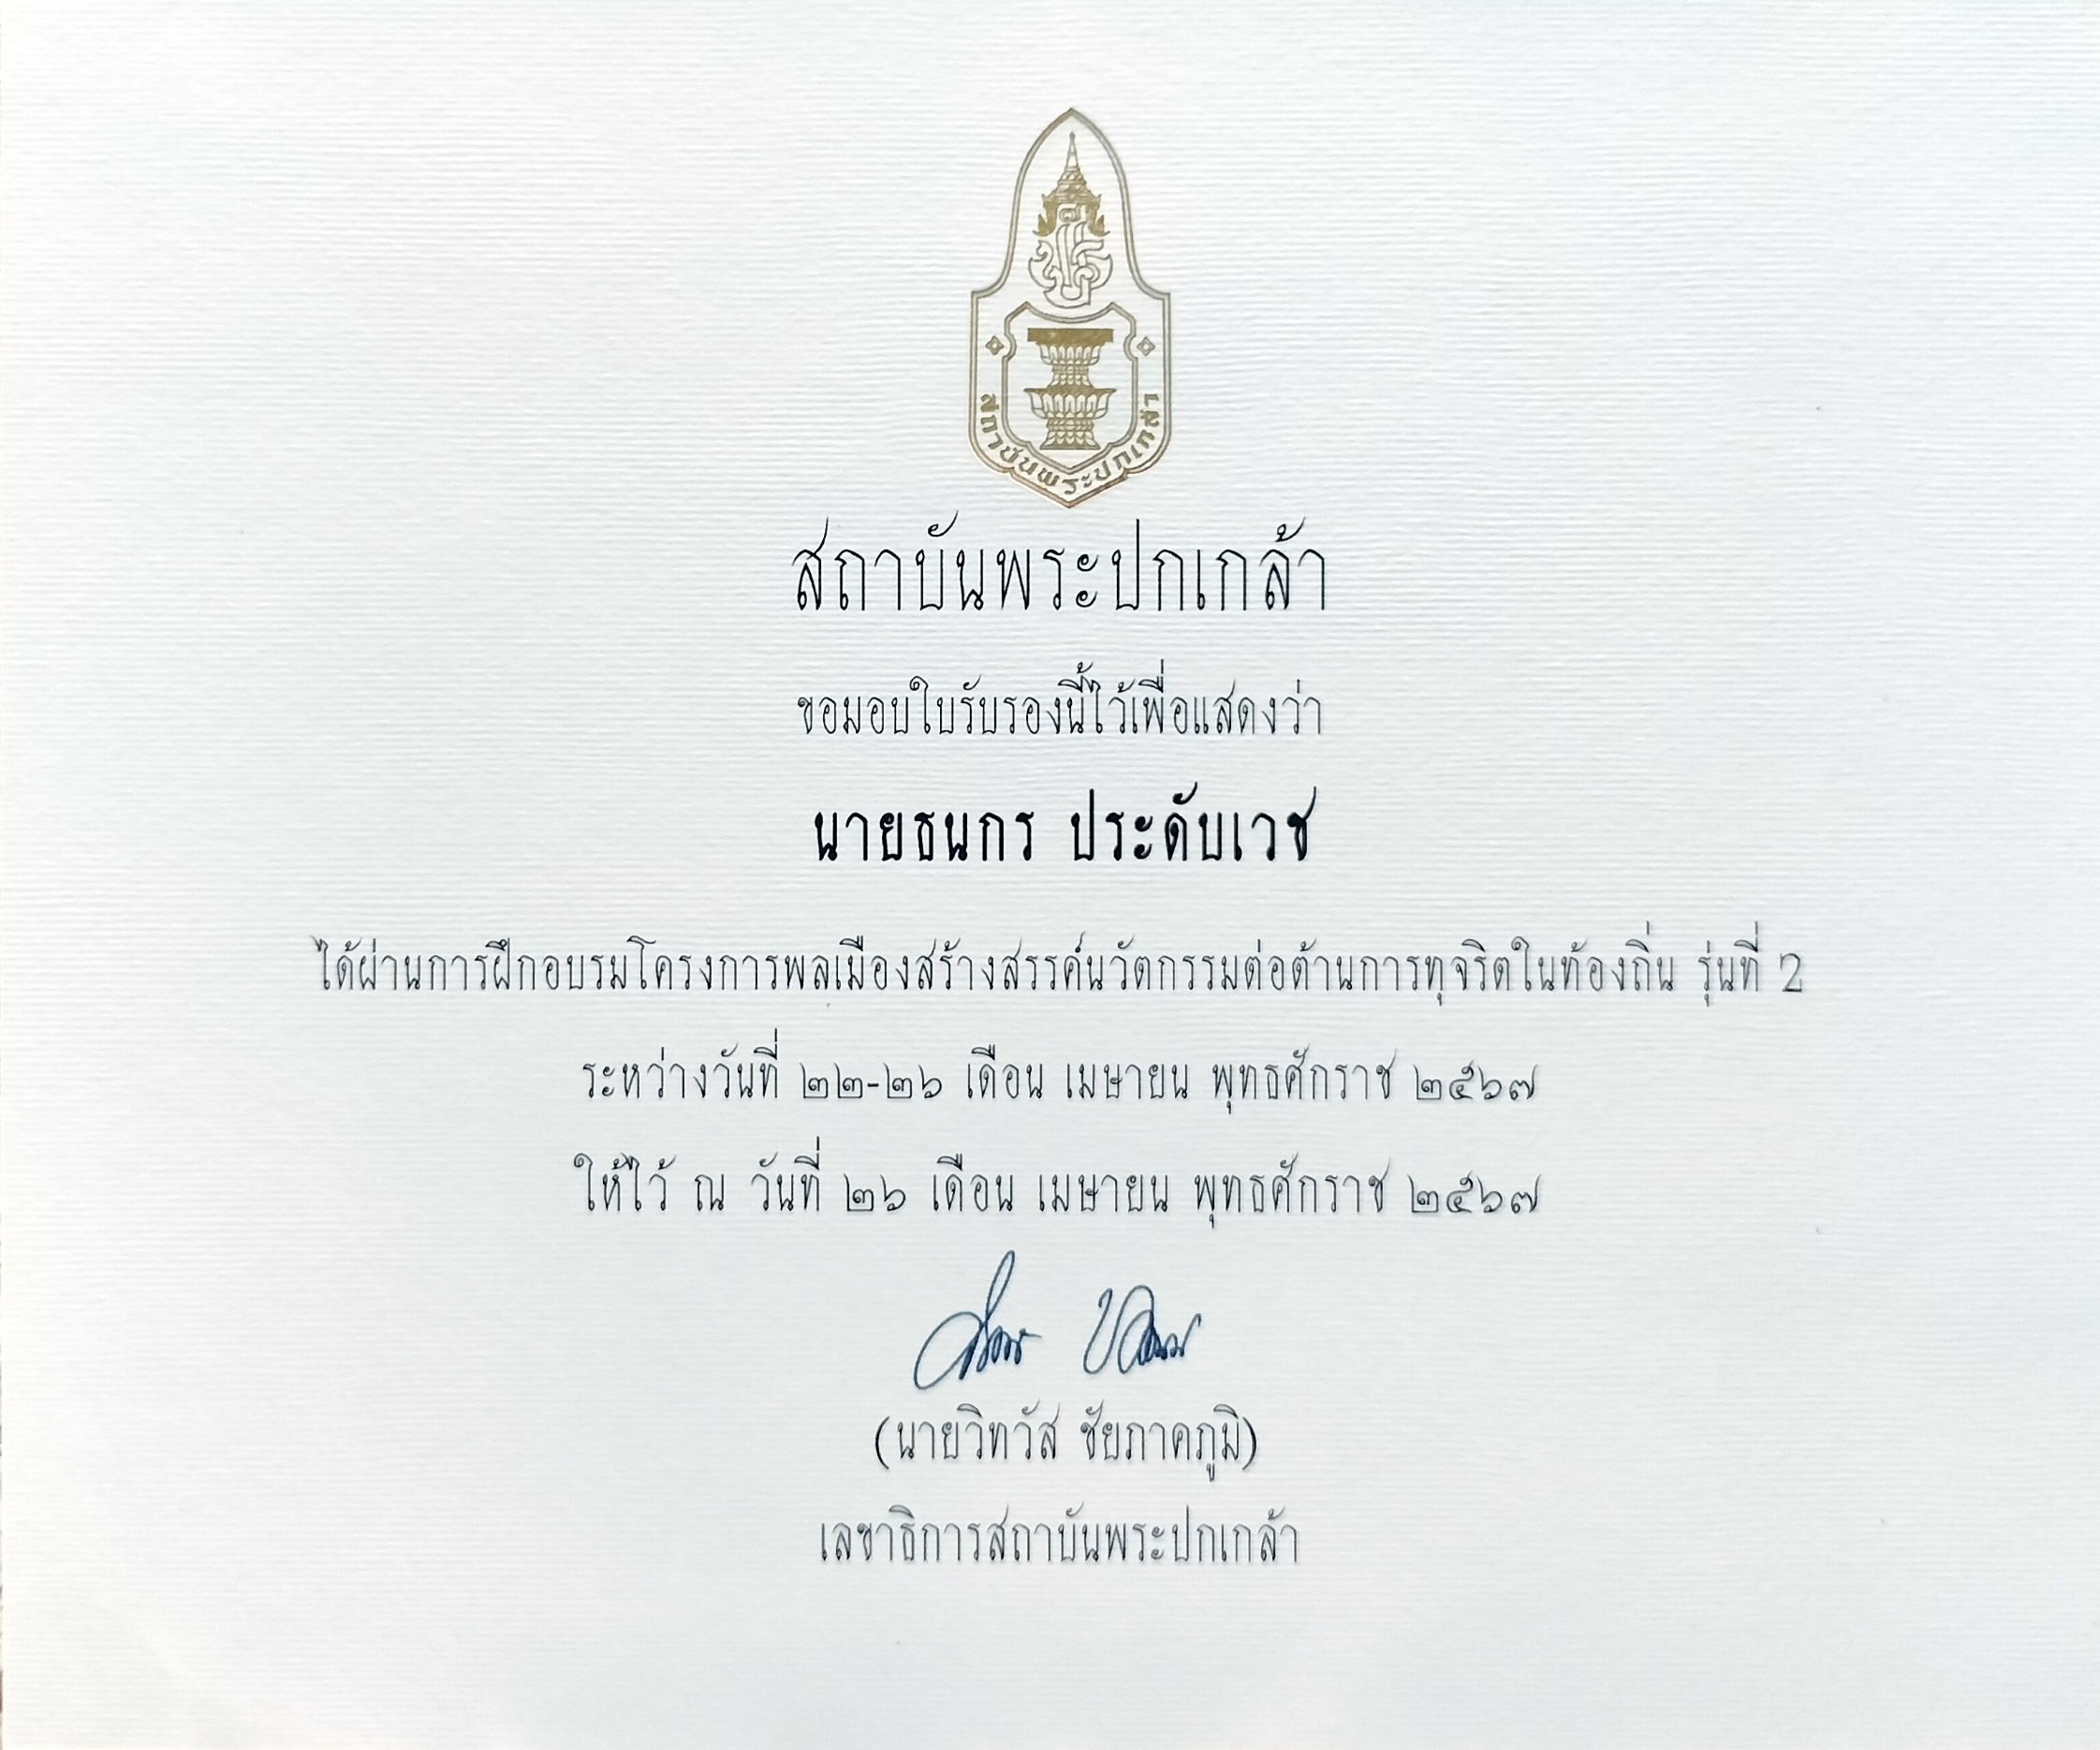 สถาบันพระปกเกล้า
สถาบันพระปกเกล้า
ขอมอบใบรับรองนี้ไว้เพื่อแสดงว่า
นายธนกร ประดับเวช
ได้ผ่านการฝึกอบรมโครงการพลเมืองสร้างสรรค์นวัตกรรมต่อต้านการทุจริตในท้องถิ่น รุ่นที่ 2
ระหว่างวันที่ ๒๒-๒๖ เดือน เมษายน พุทธศักราช ๒๕๖๗
ให้ไว้ ณ วันที่ ๒๖ เดือน เมษายน พุทธศักราช ๒๕๖๗
(นายวิทวัส ชัยภาคภูมิ)
เลขาธิการสถาบันพระปกเกล้า